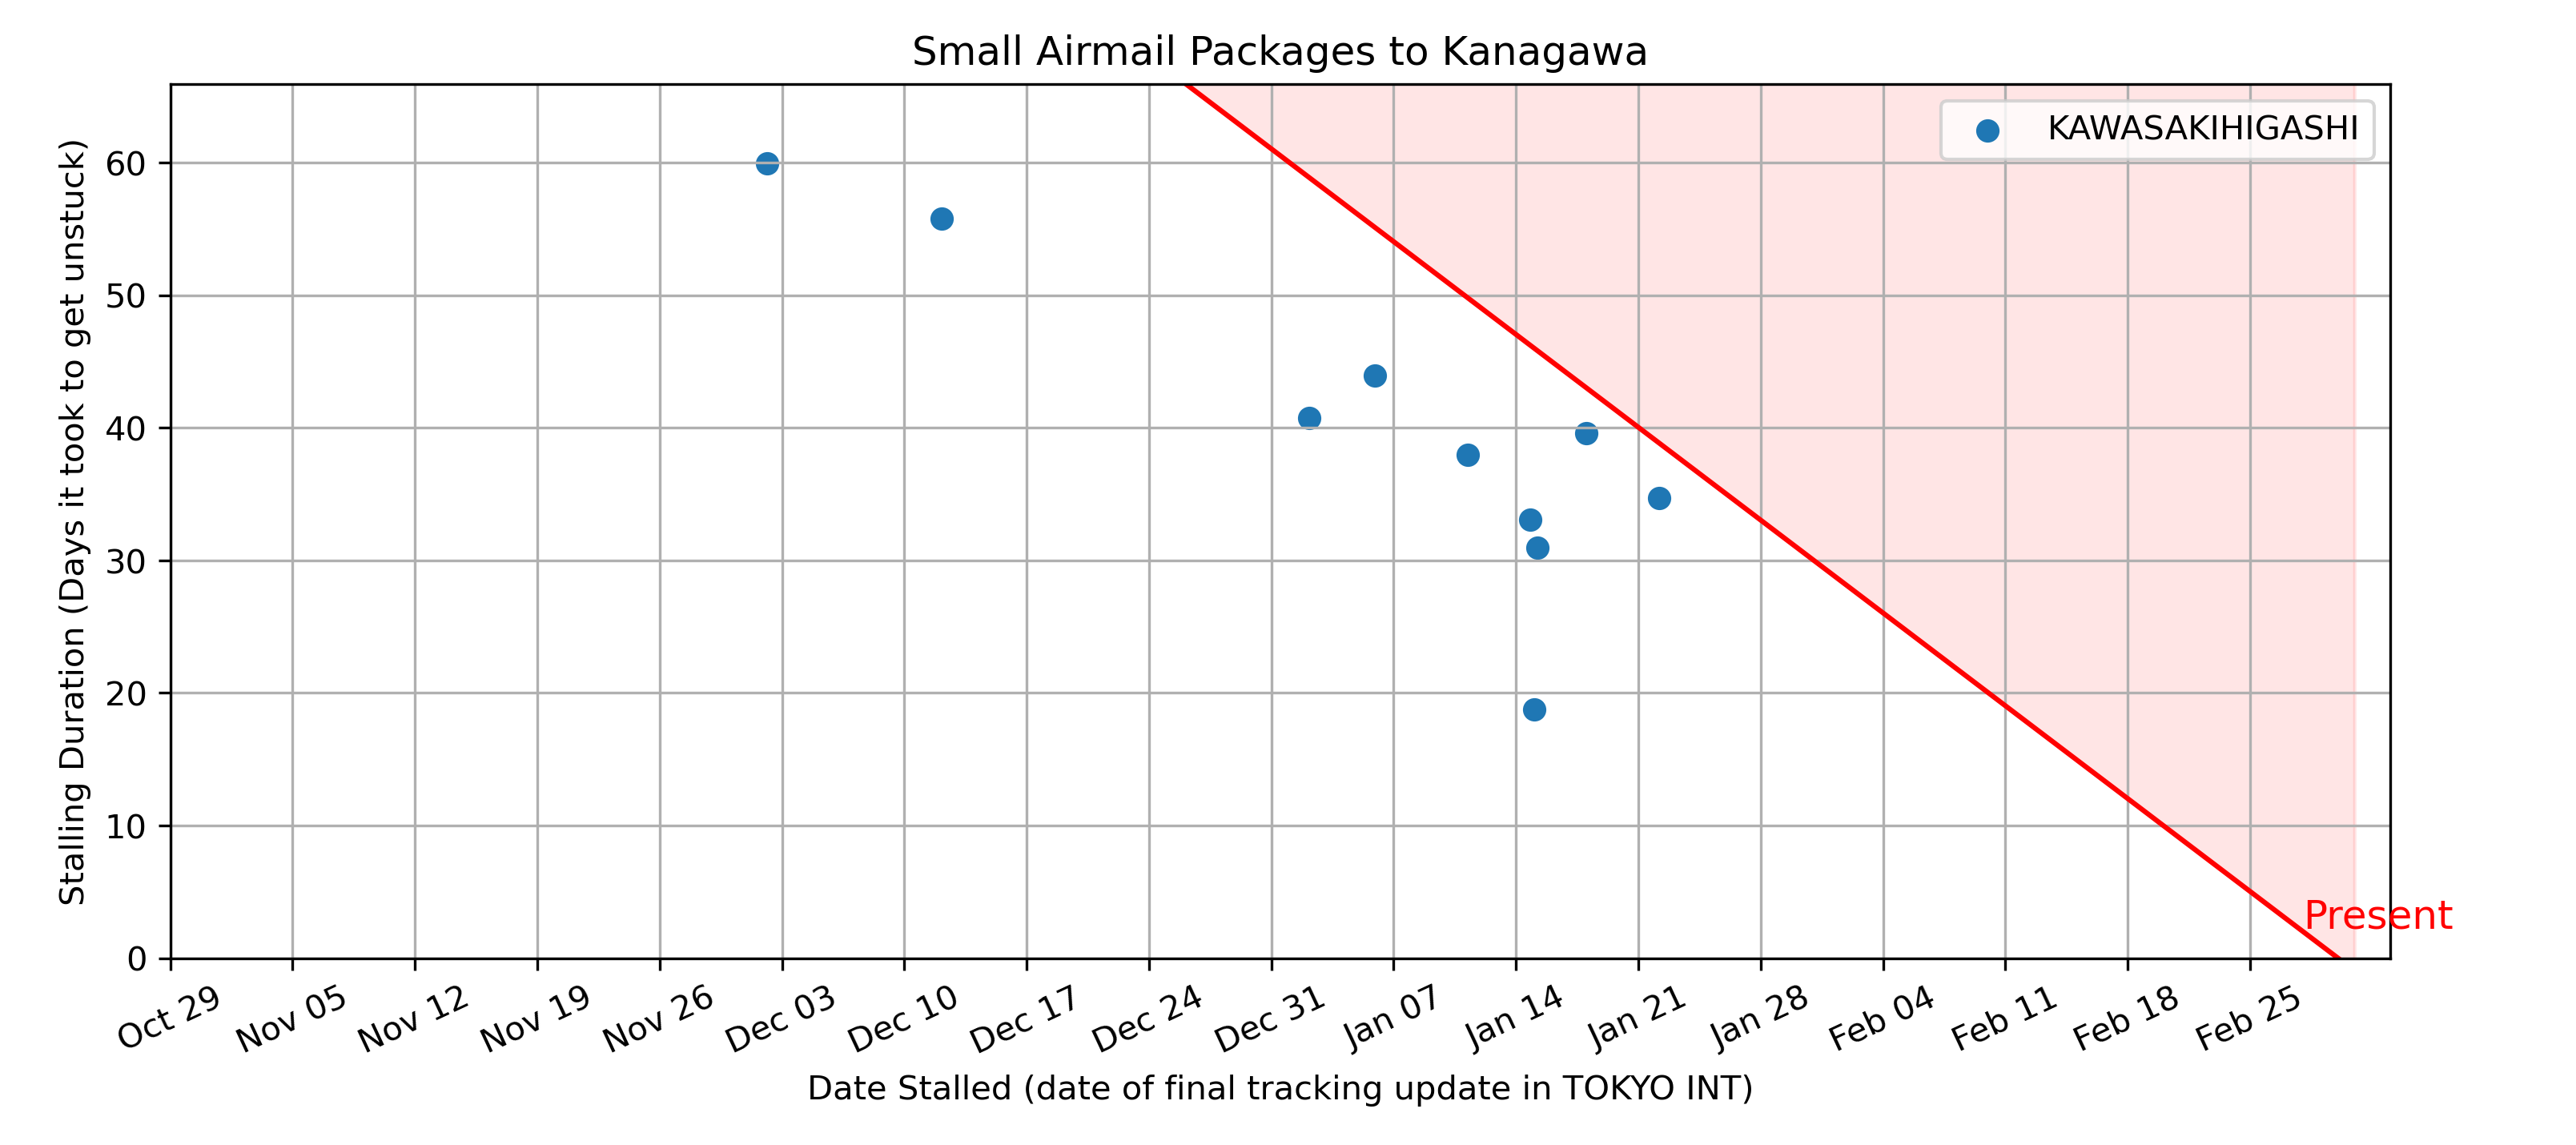 Small Airmail Packages to Kanagawa
KAWASAKIHIGASHI
Stalling Duration (Days it took to get unstuck)
60
50
40
30
20
10
0
Present
Oct 29 Nov 05 Nov 12 Nov 19 Nov 26 Dec 03 Dec 10 Dec 17 Dec 24 Dec 31 Jan 07 Jan 14 Jan 21 Jan 28 Feb 04 Feb 11 Feb 18 Feb 25
Date Stalled (date of final tracking update in TOKYO INT)